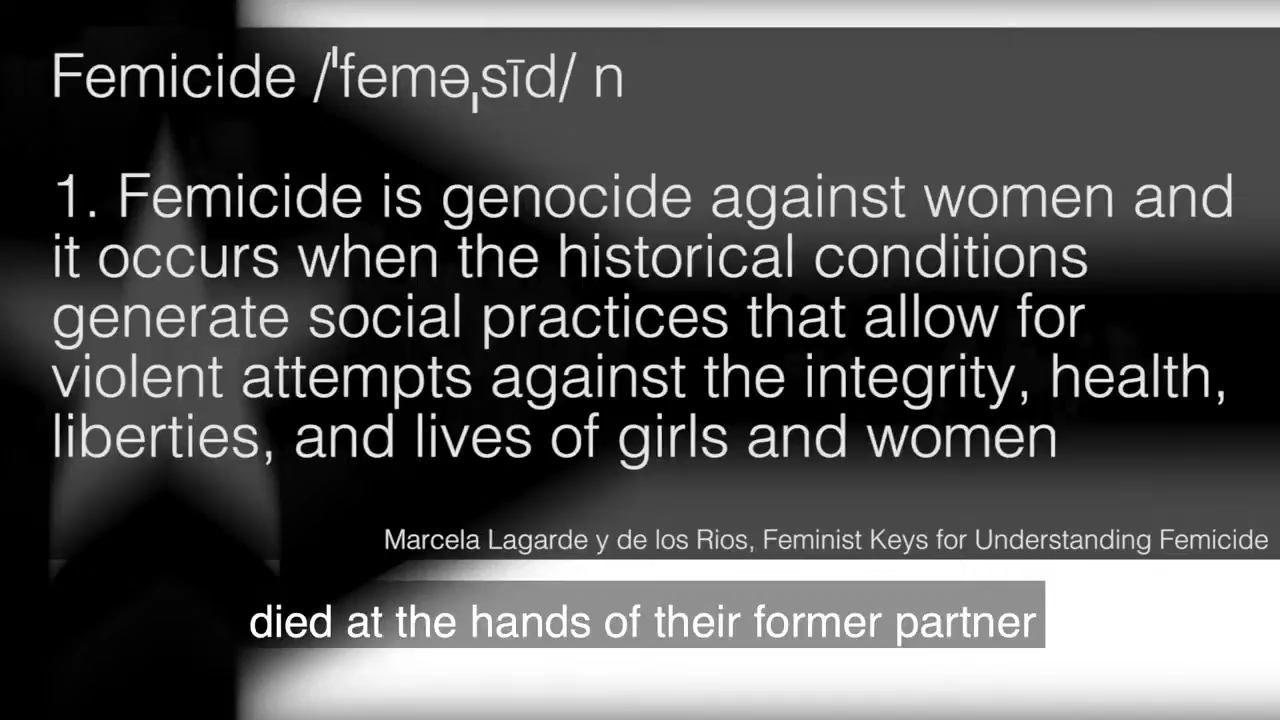 Femicide /ˈfeməˌsīd/ n
1. Femicide is genocide against women and
it occurs when the historical conditions
generate social practices that allow for
violent attempts against the integrity, health,
liberties, and lives of girls and women
Marcela Lagarde y de los Rios, Feminist Keys for Understanding Femicide
died at the hands of their former partner